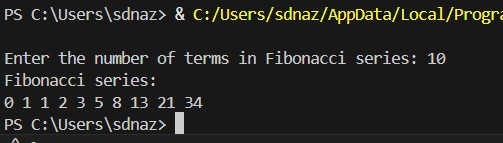 PS C:\Users\sdnaz> & C:/Users/sdnaz/AppData/Local/Progra
Enter the number of terms in Fibonacci series: 10
Fibonacci series:
0 1 1 2 3 5 8 13 21 34
PS C:\Users\sdnaz>